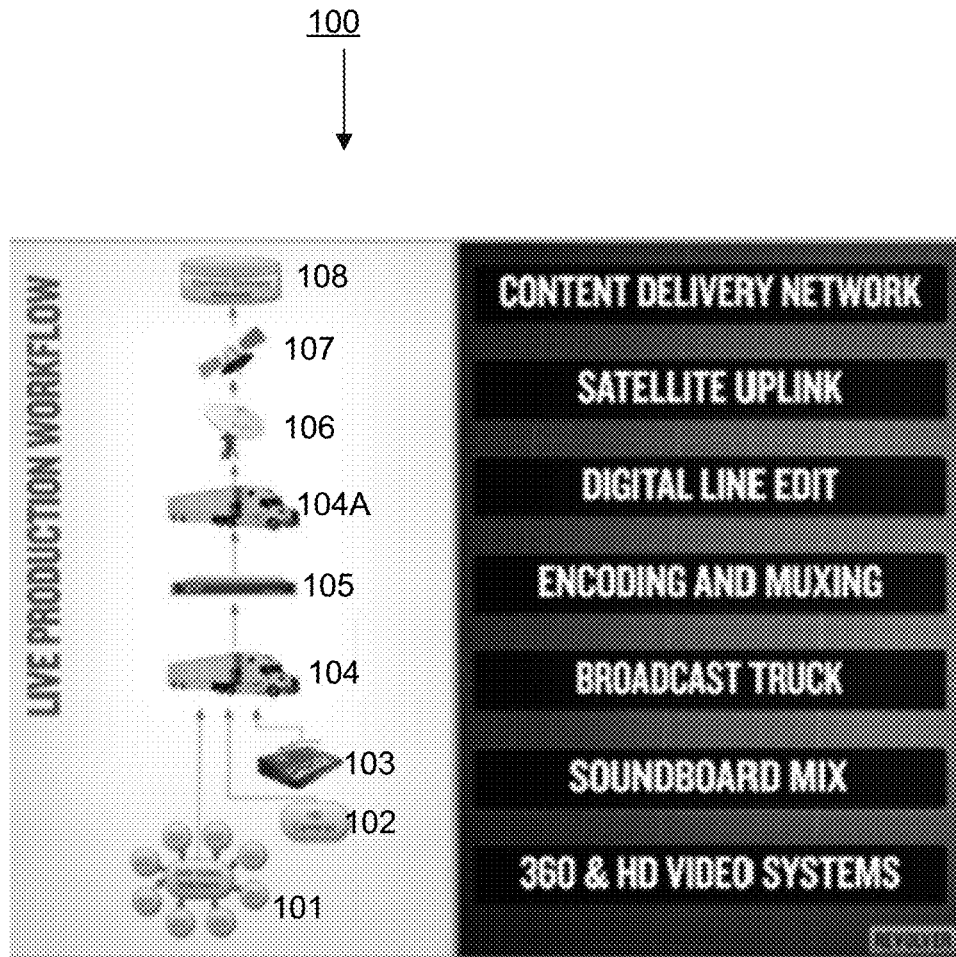 100
LIVE PRODUCTION WORKFLOW
108
107
106
104A
105
104
103
102
101
CONTENT DELIVERY NETWORK
SATELLITE UPLINK
DIGITAL LINE EDIT
ENCODING AND MUXING
BROADCAST TRUCK
SOUNDBOARD MIX
360 & HD VIDEO SYSTEMS